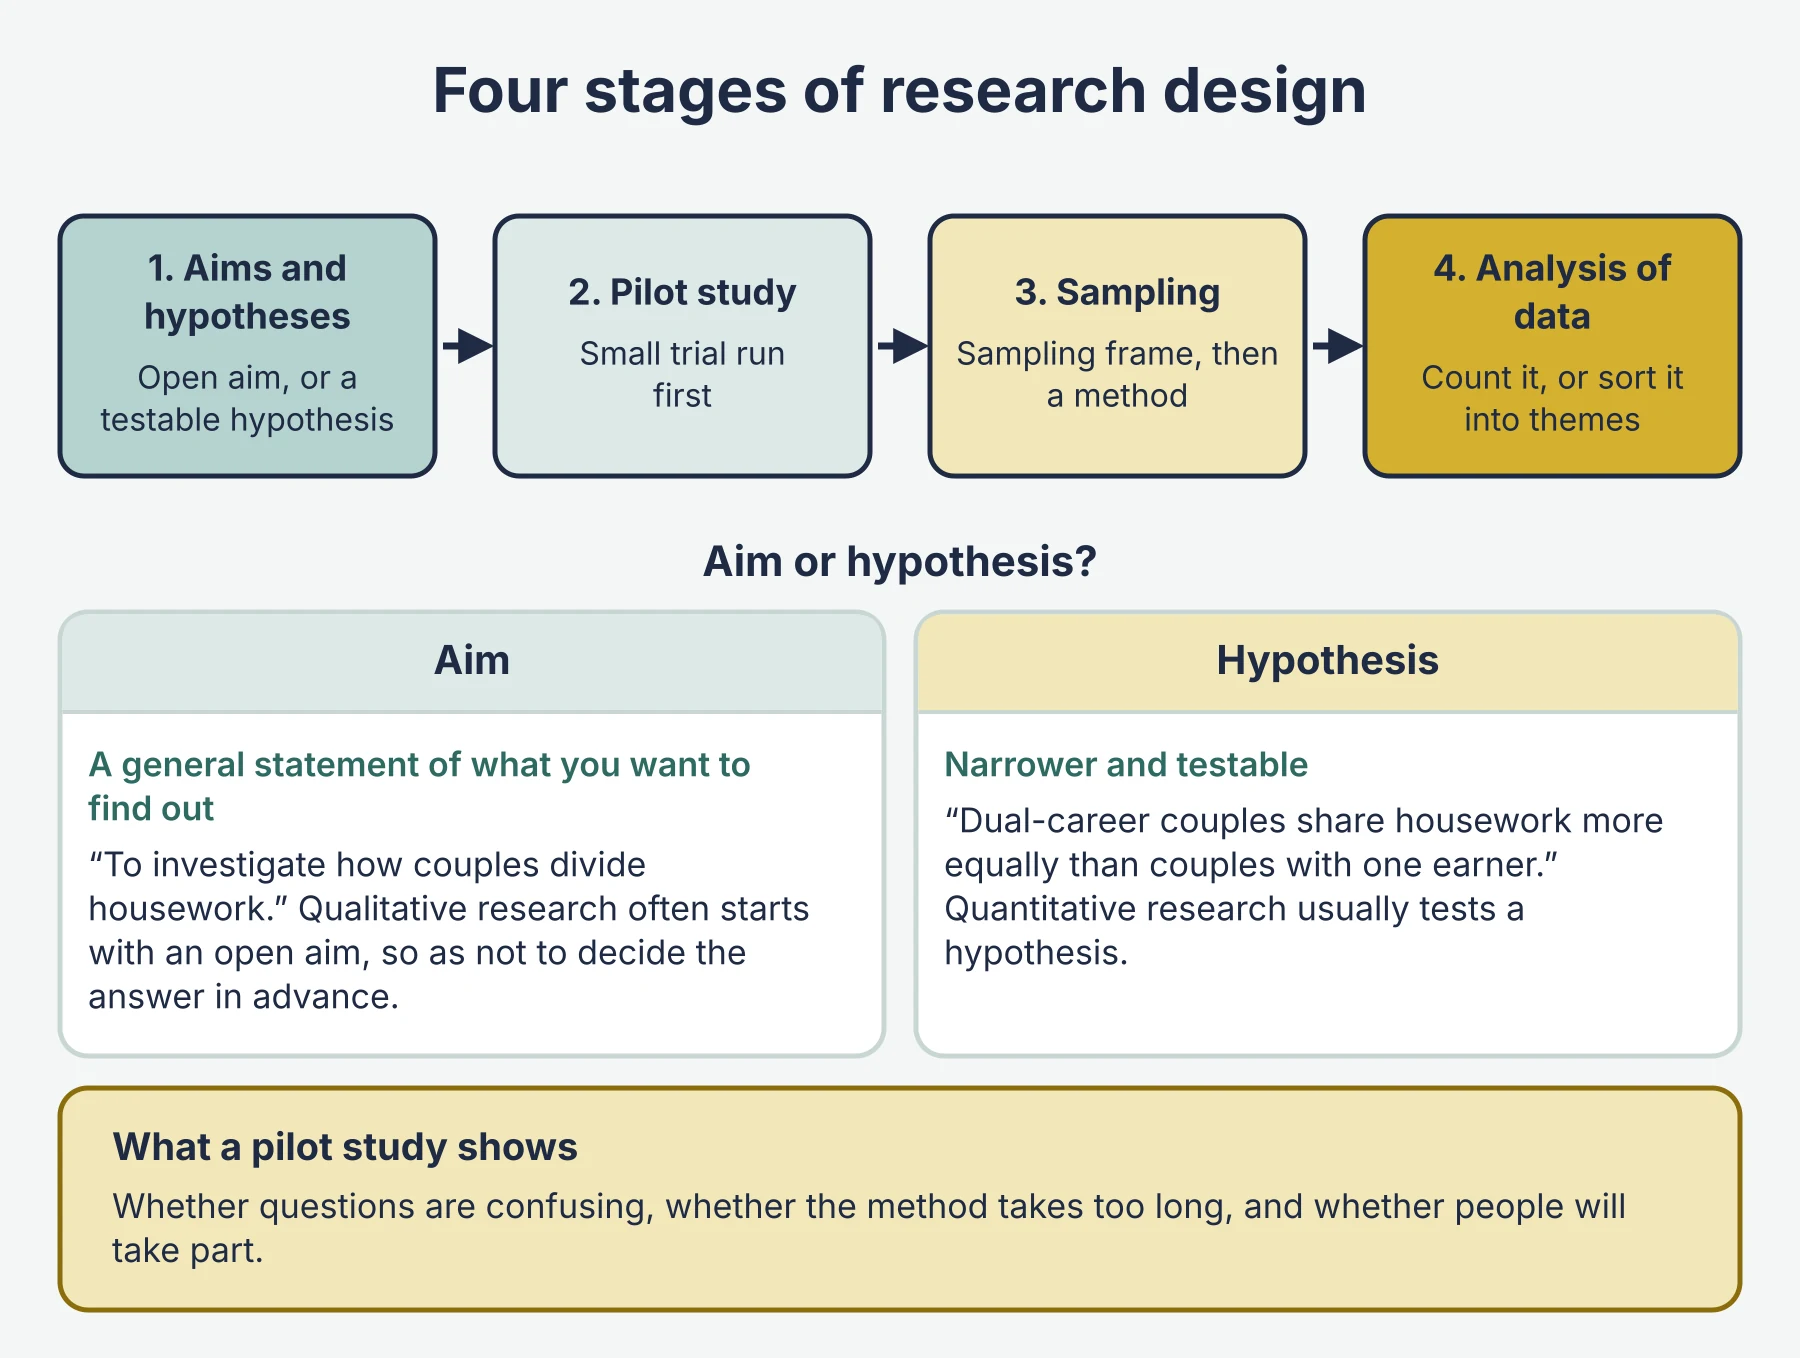 Four stages of research design
1. Aims and
hypotheses
Open aim, or a
testable hypothesis
2. Pilot study
Small trial run
first
3. Sampling
Sampling frame, then
a method
4. Analysis of
data
Count it, or sort it
into themes
Aim or hypothesis?
Aim
A general statement of what you want to
find out
“To investigate how couples divide
housework.” Qualitative research often starts
with an open aim, so as not to decide the
answer in advance.
Hypothesis
Narrower and testable
“Dual-career couples share housework more
equally than couples with one earner.”
Quantitative research usually tests a
hypothesis.
What a pilot study shows
Whether questions are confusing, whether the method takes too long, and whether people will
take part.